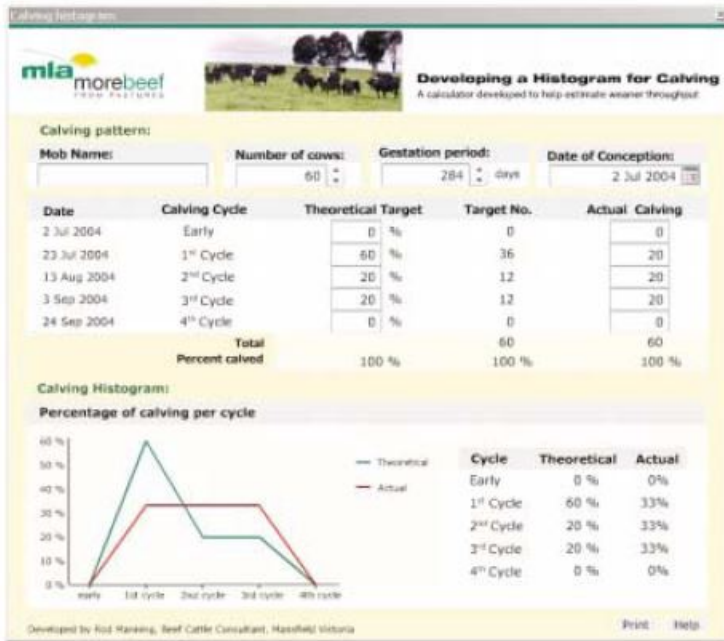 Calving histogram
mla
morebeef
FROM PASTURES
Developing a Histogram for Calving
A calculator developed to help estimate weaner throughput
Calving pattern:
Mob Name: Number of cows: Gestation period: Date of Conception:
60 284 days 2 Jul 2004
Date Calving Cycle Theoretical Target Target No. Actual Calving
2 Jul 2004 Early 0 % 0 0
23 Jul 2004 1st Cycle 60 % 36 20
13 Aug 2004 2nd Cycle 20 % 12 20
3 Sep 2004 3rd Cycle 20 % 12 20
24 Sep 2004 4th Cycle 0 % 0 0
Total 60 60
Percent calved 100 % 100 % 100 %
Calving Histogram:
Percentage of calving per cycle
60 %
50 %
40 %
30 %
20 %
10 %
0 %
early 1st cycle 2nd cycle 3rd cycle 4th cycle
Theoretical
Actual
Cycle Theoretical Actual
Early 0 % 0%
1st Cycle 60 % 33%
2nd Cycle 20 % 33%
3rd Cycle 20 % 33%
4th Cycle 0 % 0%
Developed by Rod Manning, Beef Cattle Consultant, Mansfield Victoria
Print Help